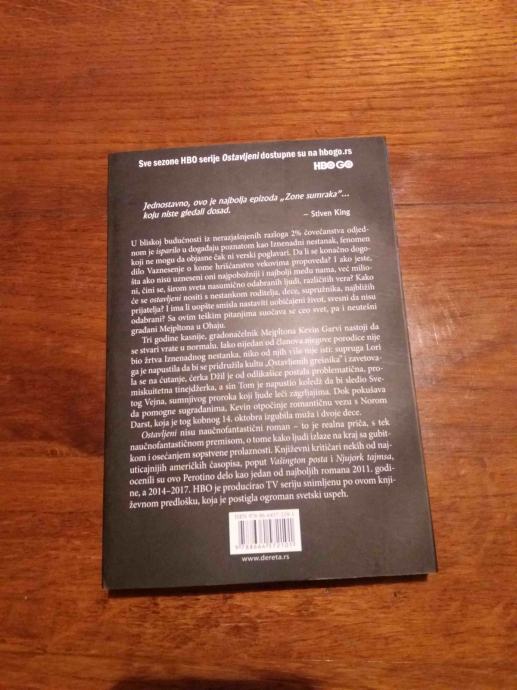 Sve sezone HBO serije Ostavljeni dostupne su na hbogo.rs
HBO GO
Jednostavno, ovo je najbolja epizoda „Zone sumraka"...
koju niste gledali dosad.
– Stiven King
U bliskoj budućnosti iz nerazjašnjenih razloga 2% čovečanstva odjed-
nom je isparilo u događaju poznatom kao Iznenadni nestanak, fenomen
koji ne mogu da objasne čak ni verski poglavari. Da li se konačno dogo-
dilo Vaznesenje o kome hrišćanstvo vekovima propoveda? I ako jeste,
šta ako nisu uzneseni oni najpobožniji i najbolji među nama, već milio-
ni, čini se, širom sveta nasumično odabranih ljudi, različitih vera? Kako
će se ostavljeni nositi s nestankom roditelja, dece, supružnika, najbližih
prijatelja? I ima li uopšte smisla nastaviti uobičajeni život, svesni da nisu
odabrani? Sa ovim teškim pitanjima suočava se ceo svet, pa i neutešni
građani Mejpltona u Ohaju.
Tri godine kasnije, gradonačelnik Mejpltona Kevin Garvi nastoji da
se stvari vrate u normalu. Iako nijedan od članova njegove porodice nije
bio žrtva Iznenadnog nestanka, niko od njih više nije isti: supruga Lori
ga je napustila da bi se pridružila kultu „Ostavljenih grešnika" i zavetova-
la se na ćutanje, ćerka Džil je od odlikašice postala problematična, pro-
miskuitetna tinejdžerka, a sin Tom je napustio koledž da bi sledio Sve-
tog Vejna, sumnjivog proroka koji ljude leči zagrljajima. Dok pokušava
da pomogne sugrađanima, Kevin otpočinje romantičnu vezu s Norom
Darst, koja je tog kobnog 14. oktobra izgubila muža i dvoje dece.
Ostavljeni nisu naučnofantastični roman – to je realna priča, s tek
naučnofantastičnom premisom, o tome kako ljudi izlaze na kraj sa gubit-
kom i osećanjem sopstvene prolaznosti. Književni kritičari nekih od naj-
uticajnijih američkih časopisa, poput Vašington posta i Njujork tajmsa,
ocenili su ovo Perotino delo kao jedan od najboljih romana 2011. godi-
ne, a 2014–2017. HBO je producirao TV seriju snimljenu po ovom knji-
ževnom predlošku, koja je postigla ogroman svetski uspeh.
9788664572101
www.dereta.rs